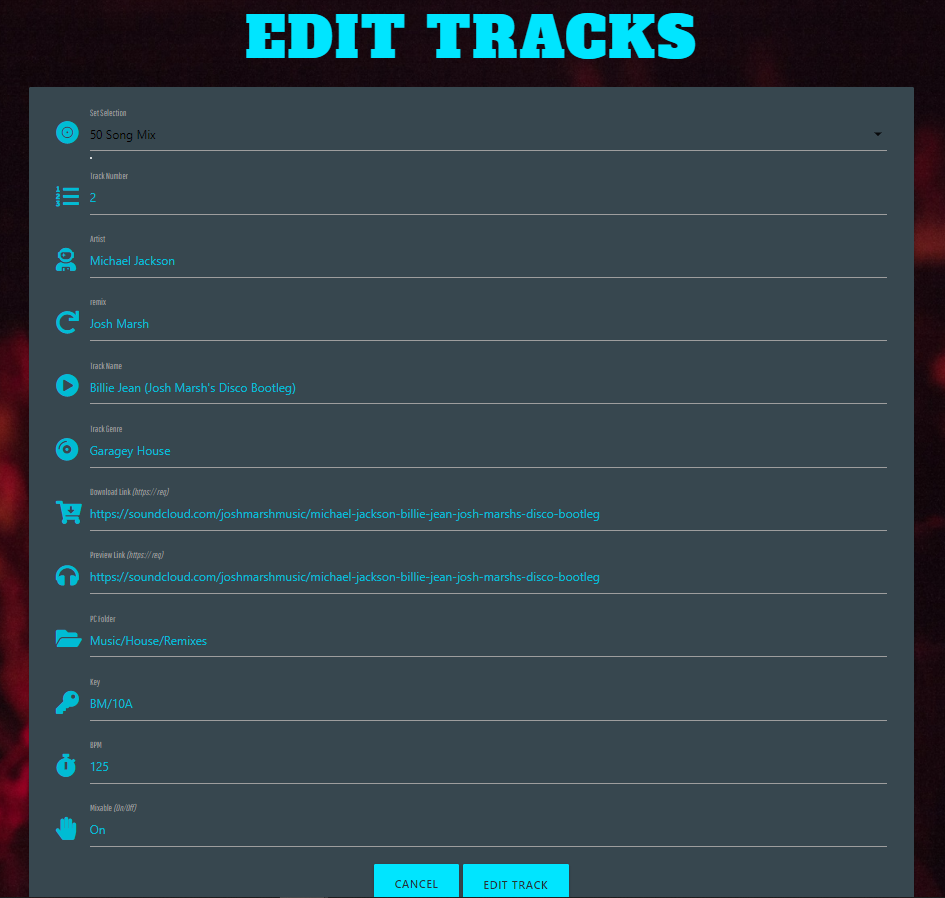 EDIT TRACKS
Set Selection
50 Song Mix
Track Number
2
Artist
Michael Jackson
remix
Josh Marsh
Track Name
Billie Jean (Josh Marsh's Disco Bootleg)
Track Genre
Garagey House
Download Link (https:// req)
https://soundcloud.com/joshmarshmusic/michael-jackson-billie-jean-josh-marshs-disco-bootleg
Preview Link (https:// req)
https://soundcloud.com/joshmarshmusic/michael-jackson-billie-jean-josh-marshs-disco-bootleg
PC Folder
Music/House/Remixes
Key
BM/10A
BPM
125
Mixable (On/Off)
On
CANCEL EDIT TRACK